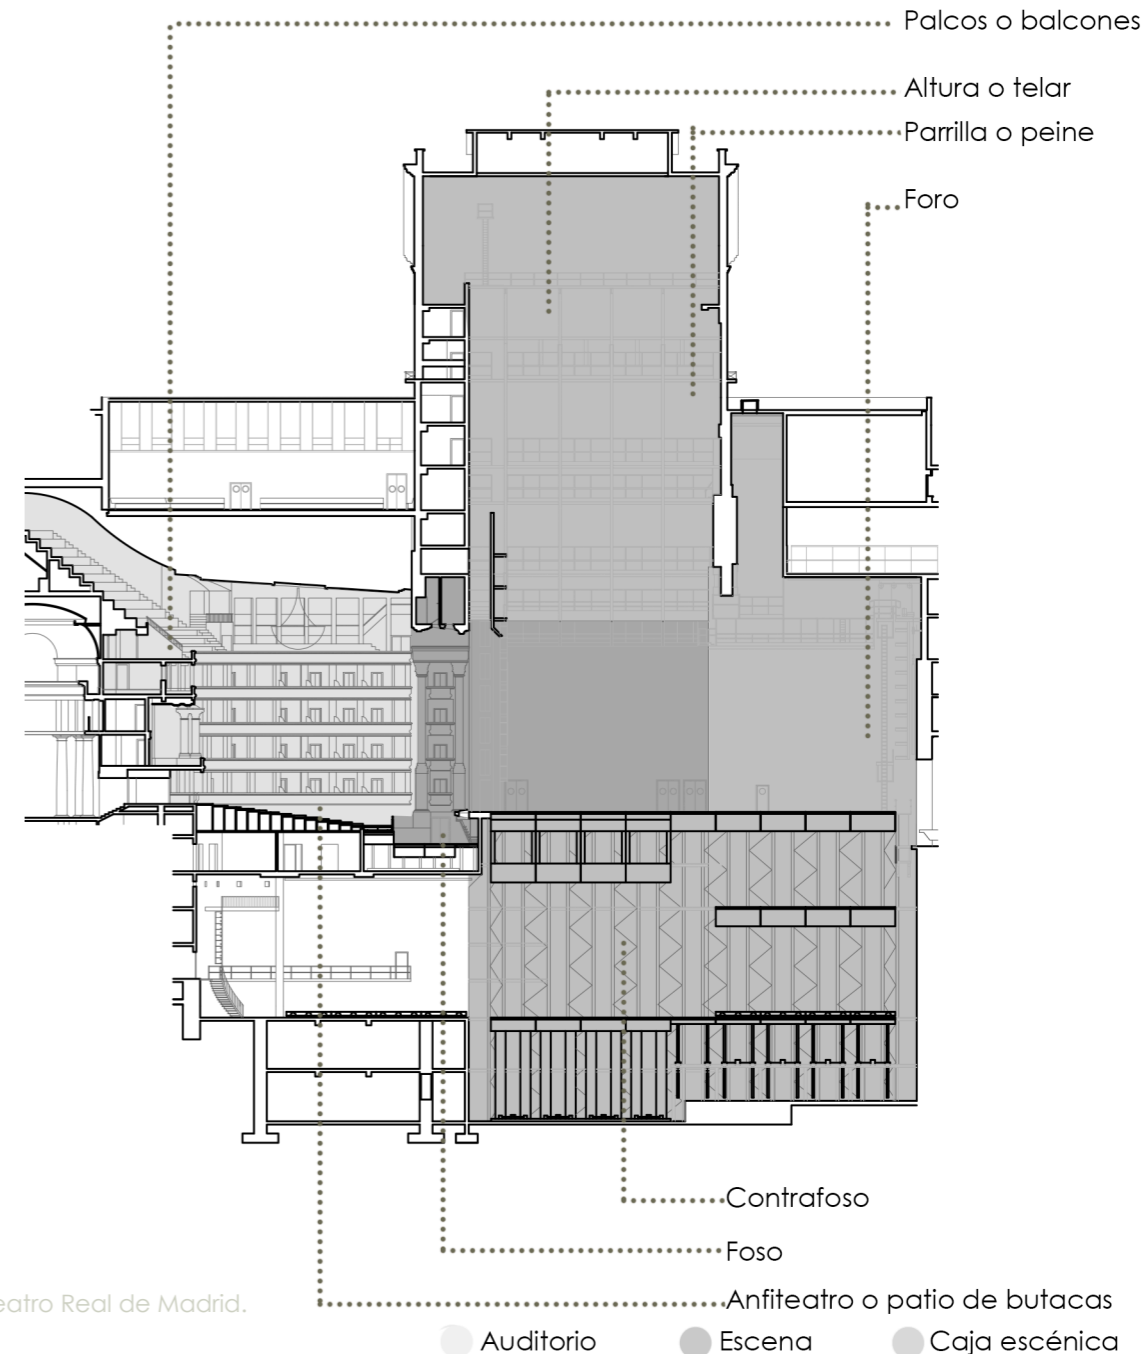 Palcos o balcones
Altura o telar
Parrilla o peine
Foro
Contrafoso
Foso
Real de Madrid.
Anfiteatro o patio de butacas
Auditorio
Escena
Caja escénica